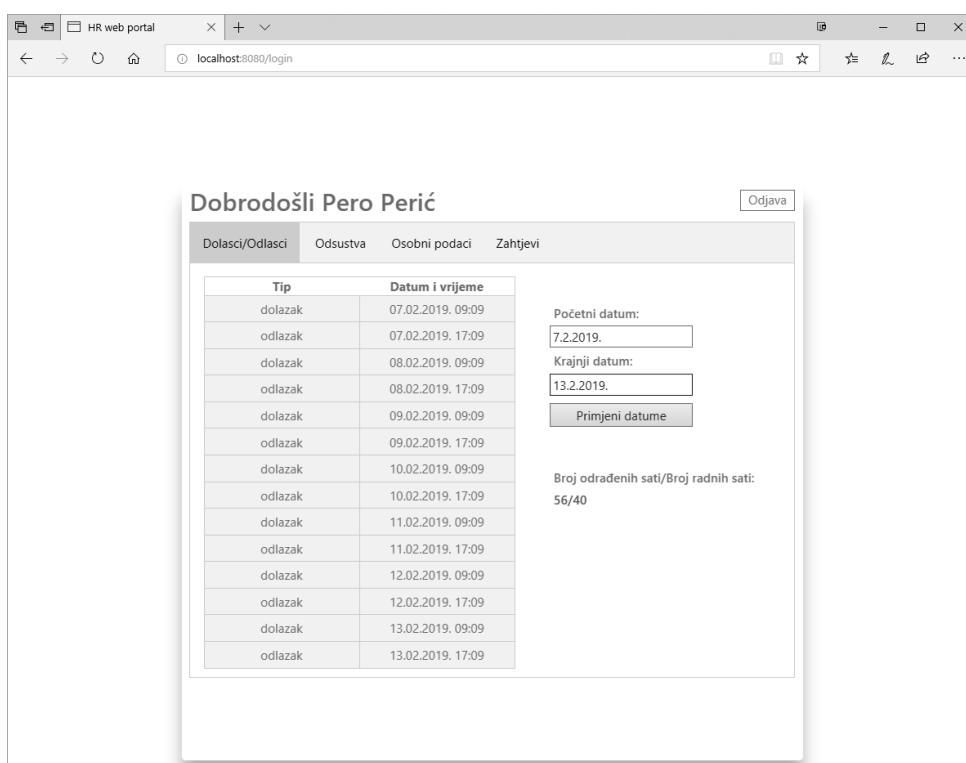 HR web portal
localhost:8080/login
Dobrodošli Pero Perić
Odjava
Dolasci/Odlasci Odsustva Osobni podaci Zahtjevi
Tip Datum i vrijeme
dolazak 07.02.2019. 09:09
odlazak 07.02.2019. 17:09
dolazak 08.02.2019. 09:09
odlazak 08.02.2019. 17:09
dolazak 09.02.2019. 09:09
odlazak 09.02.2019. 17:09
dolazak 10.02.2019. 09:09
odlazak 10.02.2019. 17:09
dolazak 11.02.2019. 09:09
odlazak 11.02.2019. 17:09
dolazak 12.02.2019. 09:09
odlazak 12.02.2019. 17:09
dolazak 13.02.2019. 09:09
odlazak 13.02.2019. 17:09
Početni datum:
7.2.2019.
Krajnji datum:
13.2.2019.
Primjeni datume
Broj odrađenih sati/Broj radnih sati:
56/40